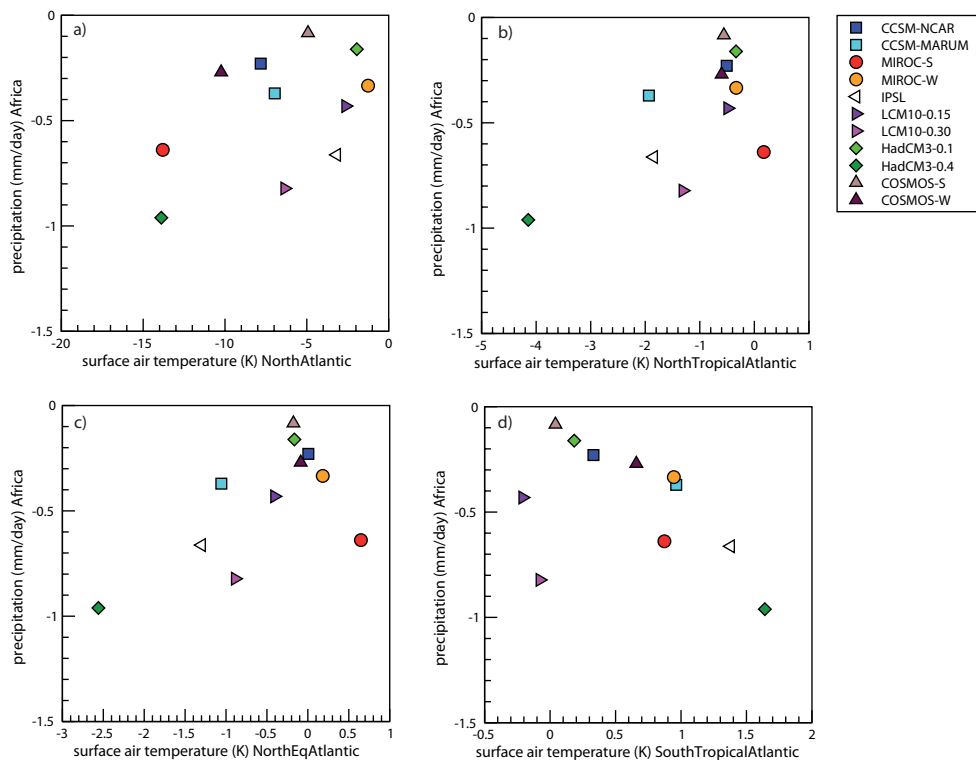 a)
0
-0.5
-1
-1.5
precipitation (mm/day) Africa
-20
-15
-10
-5
0
surface air temperature (K) NorthAtlantic
b)
0
-0.5
-1
-1.5
precipitation (mm/day) Africa
-5
-4
-3
-2
-1
0
1
surface air temperature (K) NorthTropicalAtlantic
CCSM-NCAR
CCSM-MARUM
MIROC-S
MIROC-W
IPSL
LCM10-0.15
LCM10-0.30
HadCM3-0.1
HadCM3-0.4
COSMOS-S
COSMOS-W
c)
0
-0.5
-1
-1.5
precipitation (mm/day) Africa
-3
-2.5
-2
-1.5
-1
-0.5
0
0.5
1
surface air temperature (K) NorthEqAtlantic
d)
0
-0.5
-1
-1.5
precipitation (mm/day) Africa
-0.5
0
0.5
1
1.5
2
surface air temperature (K) SouthTropicalAtlantic